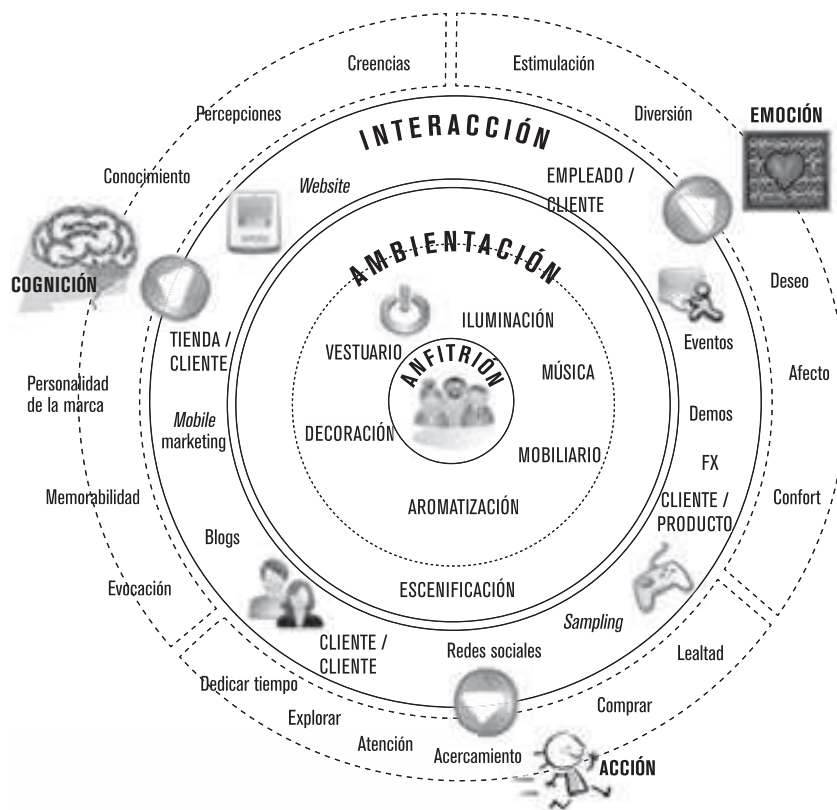 Creencias
Estimulación
Percepciones
Diversión
EMOCIÓN
INTERACCIÓN
Conocimiento
Website
EMPLEADO /
CLIENTE
AMBIENTACIÓN
COGNICIÓN
Deseo
ILUMINACIÓN
TIENDA /
CLIENTE
VESTUARIO
ANFITRIÓN
Eventos
MÚSICA
Afecto
Personalidad
de la marca
Mobile
marketing
Demos
DECORACIÓN
MOBILIARIO
FX
Memorabilidad
CLIENTE /
PRODUCTO
Confort
AROMATIZACIÓN
Blogs
Evocación
ESCENIFICACIÓN
Sampling
CLIENTE /
CLIENTE
Redes sociales
Lealtad
Dedicar tiempo
Explorar
Comprar
Atención
Acercamiento
ACCIÓN